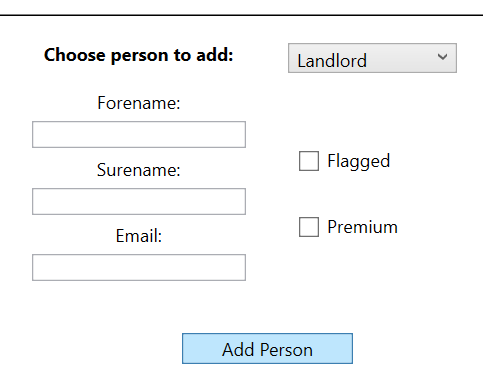 Choose person to add:
Landlord
Forename:
Surename:
Flagged
Email:
Premium
Add Person